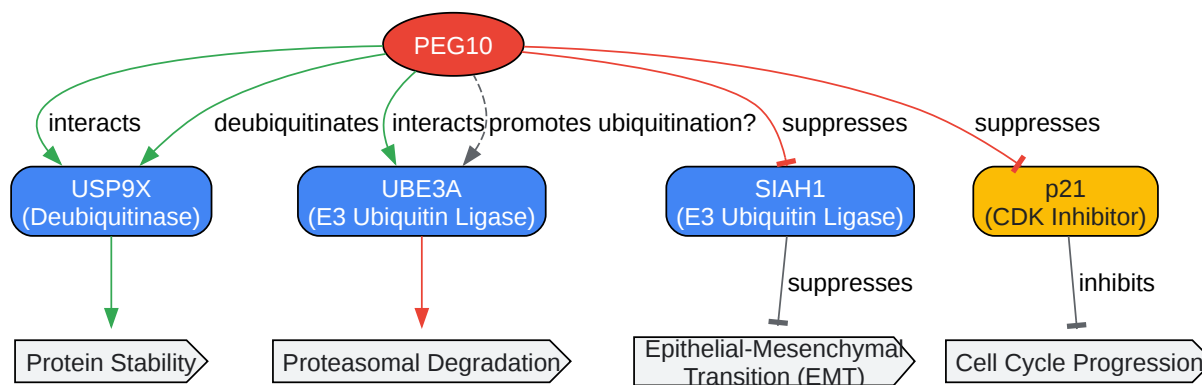 PEG10
interacts
deubiquitinates
interacts
promotes ubiquitination?
suppresses
suppresses
USP9X
(Deubiquitinase)
UBE3A
(E3 Ubiquitin Ligase)
SIAH1
(E3 Ubiquitin Ligase)
p21
(CDK Inhibitor)
suppresses
inhibits
Protein Stability
Proteasomal Degradation
Epithelial-Mesenchymal
Transition (EMT)
Cell Cycle Progression